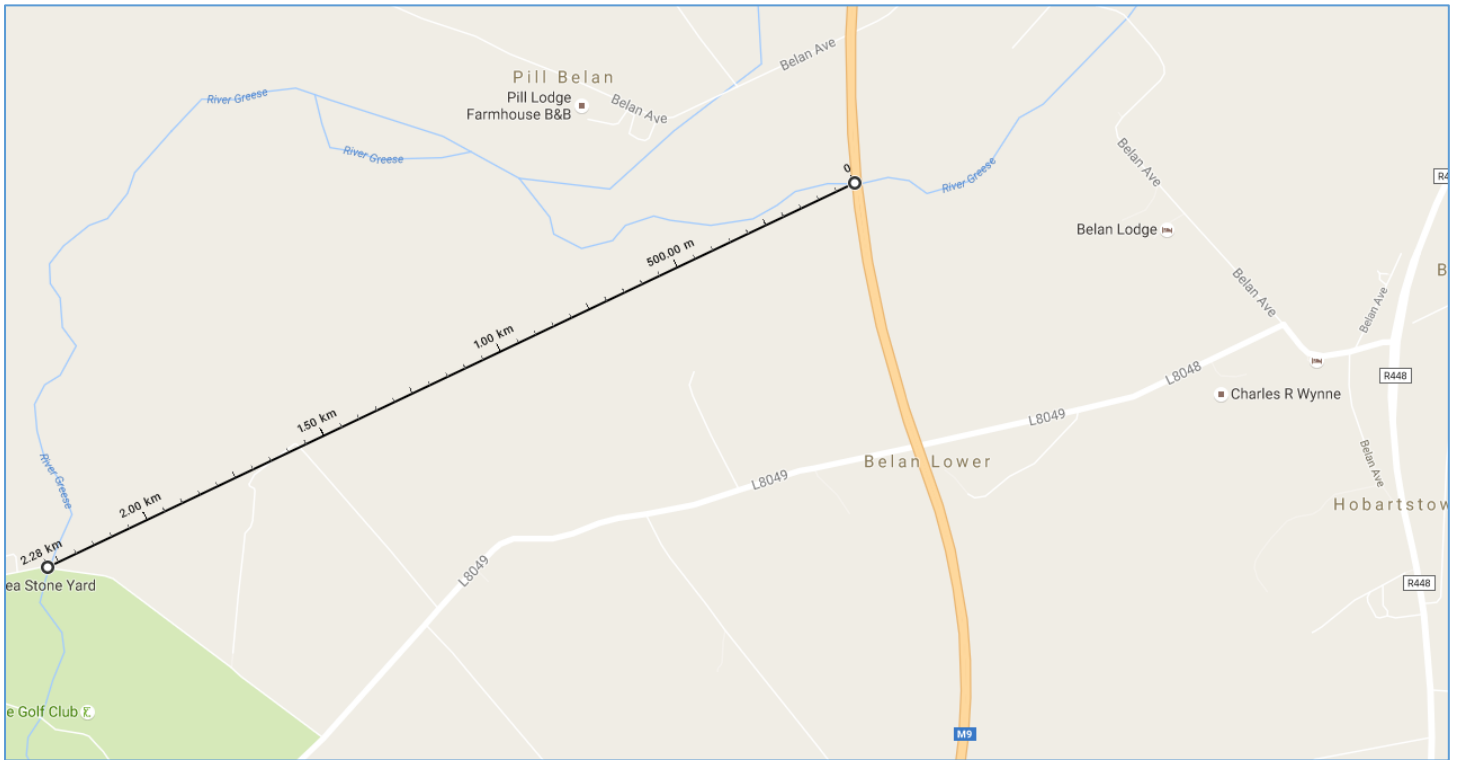 Belan Ave
Pill Belan
Pill Lodge
Farmhouse B&B
Belan Ave
River Greese
River Greese
Belan Ave
0
River Greese
R4
Belan Lodge
500.00 m
B
Belan Ave
Belan Ave
1.00 km
L8048
R448
Charles R Wynne
1.50 km
L8049
Belan Lower
Belan Ave
River Greese
L8049
2.00 km
Hobartstow
2.28 km
L8049
ea Stone Yard
R448
e Golf Club
M9